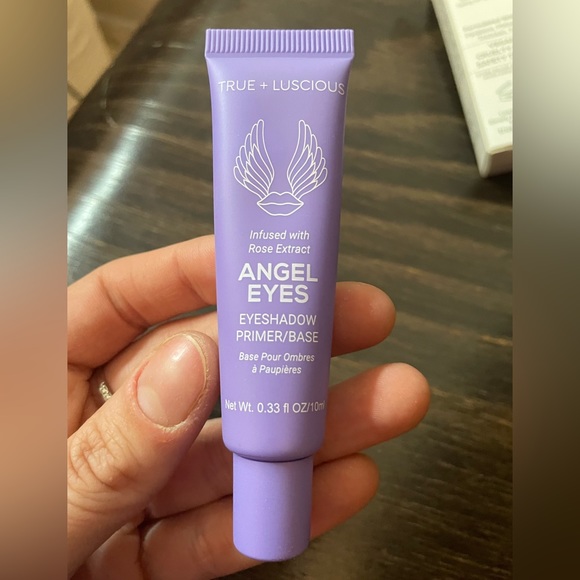 TRUE + LUSCIOUS
Infused with
Rose Extract
ANGEL
EYES
EYESHADOW
PRIMER/BASE
Base Pour Ombres
à Paupières
Net Wt. 0.33 fl OZ/10ml